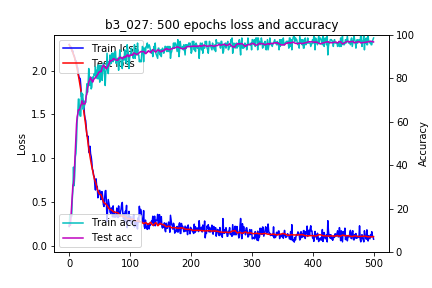 b3_027: 500 epochs loss and accuracy
Train loss
Test loss
Train acc
Test acc
Loss
2.0
1.5
1.0
0.5
0.0
Accuracy
100
80
60
40
20
0
0 100 200 300 400 500